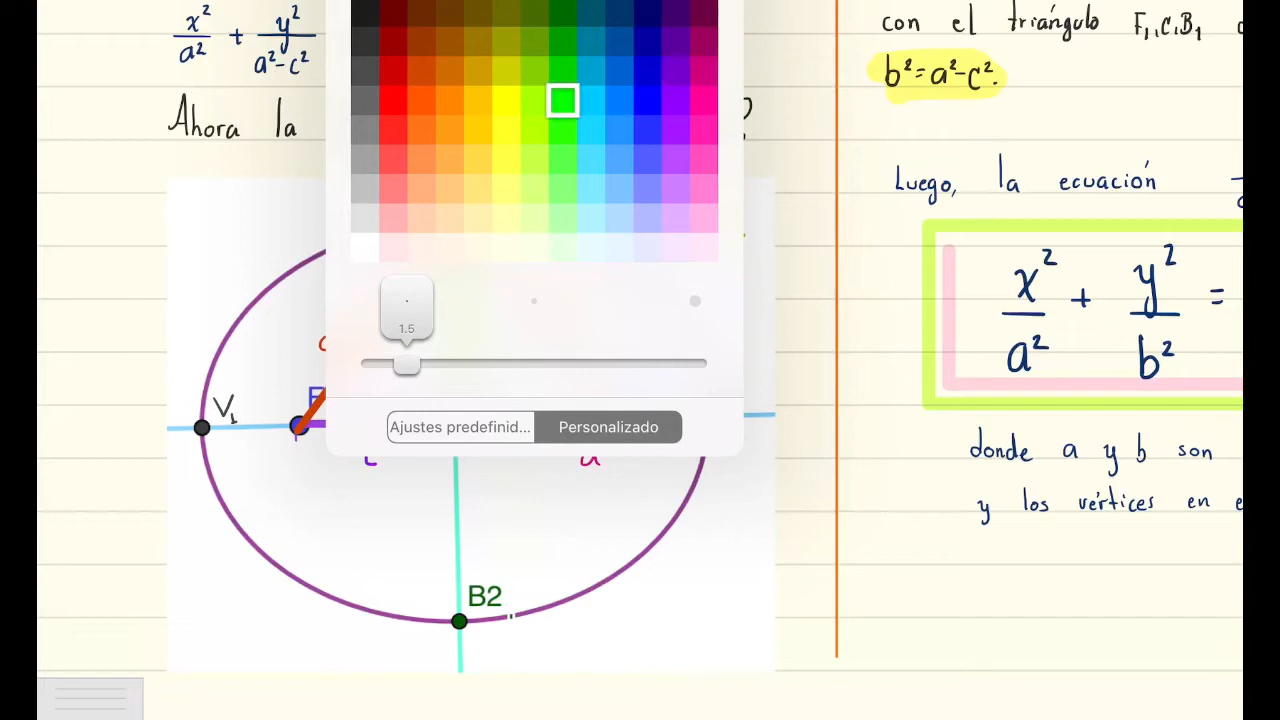 x² + y²
a² a²-c²
Ahora la
V₁
1.5
Ajustes predefinid... Personalizado
c a
B2
con el triángulo F₁,C,B₁
b²=a²-c².
Luego, la ecuación
x² + y² =
a² b²
donde a y b son
y los vértices en e